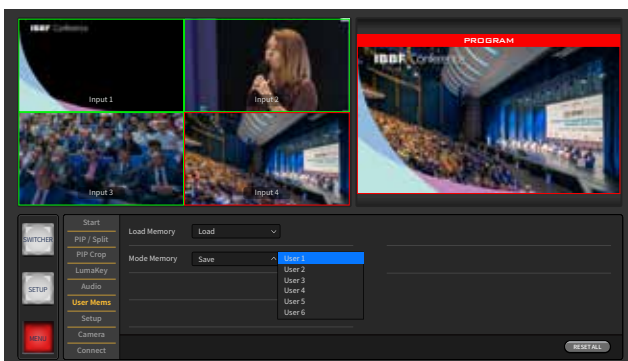 IBBF Conference
Input 1
Input 2
Input 3
Input 4
PROGRAM
IBBF Conference
SWITCHER
SETUP
MENU
Start
PIP / Split
PIP Crop
LumaKey
Audio
User Mems
Setup
Camera
Connect
Load Memory
Load
Mode Memory
Save
User 1
User 2
User 3
User 4
User 5
User 6
RESET ALL